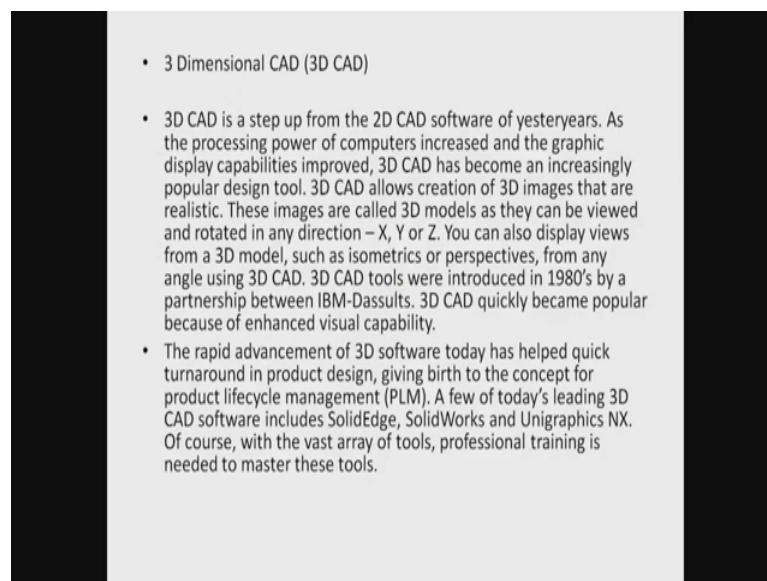 • 3 Dimensional CAD (3D CAD)
• 3D CAD is a step up from the 2D CAD software of yesteryears. As
the processing power of computers increased and the graphic
display capabilities improved, 3D CAD has become an increasingly
popular design tool. 3D CAD allows creation of 3D images that are
realistic. These images are called 3D models as they can be viewed
and rotated in any direction – X, Y or Z. You can also display views
from a 3D model, such as isometrics or perspectives, from any
angle using 3D CAD. 3D CAD tools were introduced in 1980's by a
partnership between IBM-Dassults. 3D CAD quickly became popular
because of enhanced visual capability.
• The rapid advancement of 3D software today has helped quick
turnaround in product design, giving birth to the concept for
product lifecycle management (PLM). A few of today's leading 3D
CAD software includes SolidEdge, SolidWorks and Unigraphics NX.
Of course, with the vast array of tools, professional training is
needed to master these tools.